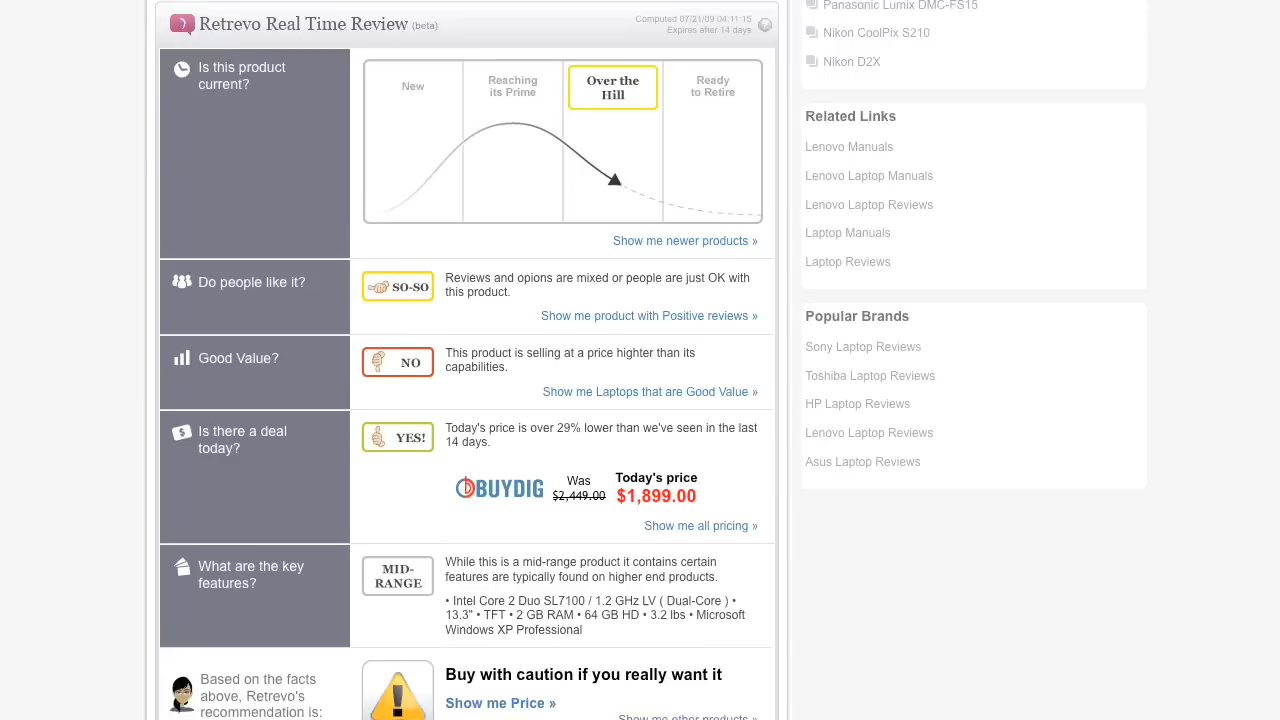 Retrevo Real Time Review (beta)
Computed 07/21/09 04:11:15
Expires after 14 days
?
Is this product
current?
New
Reaching
its Prime
Over the
Hill
Ready
to Retire
Show me newer products »
Do people like it?
SO-SO
Reviews and opions are mixed or people are just OK with
this product.
Show me product with Positive reviews »
Good Value?
NO
This product is selling at a price highter than its
capabilities.
Show me Laptops that are Good Value »
$
Is there a deal
today?
YES!
Today's price is over 29% lower than we've seen in the last
14 days.
BUYDIG
Was
$2,449.00
Today's price
$1,899.00
Show me all pricing »
What are the key
features?
MID-
RANGE
While this is a mid-range product it contains certain
features are typically found on higher end products.
• Intel Core 2 Duo SL7100 / 1.2 GHz LV ( Dual-Core ) •
13.3" • TFT • 2 GB RAM • 64 GB HD • 3.2 lbs • Microsoft
Windows XP Professional
Based on the facts
above, Retrevo's
recommendation is:
Buy with caution if you really want it
Show me Price »
Show me other products »
Panasonic Lumix DMC-FS15
Nikon CoolPix S210
Nikon D2X
Related Links
Lenovo Manuals
Lenovo Laptop Manuals
Lenovo Laptop Reviews
Laptop Manuals
Laptop Reviews
Popular Brands
Sony Laptop Reviews
Toshiba Laptop Reviews
HP Laptop Reviews
Lenovo Laptop Reviews
Asus Laptop Reviews